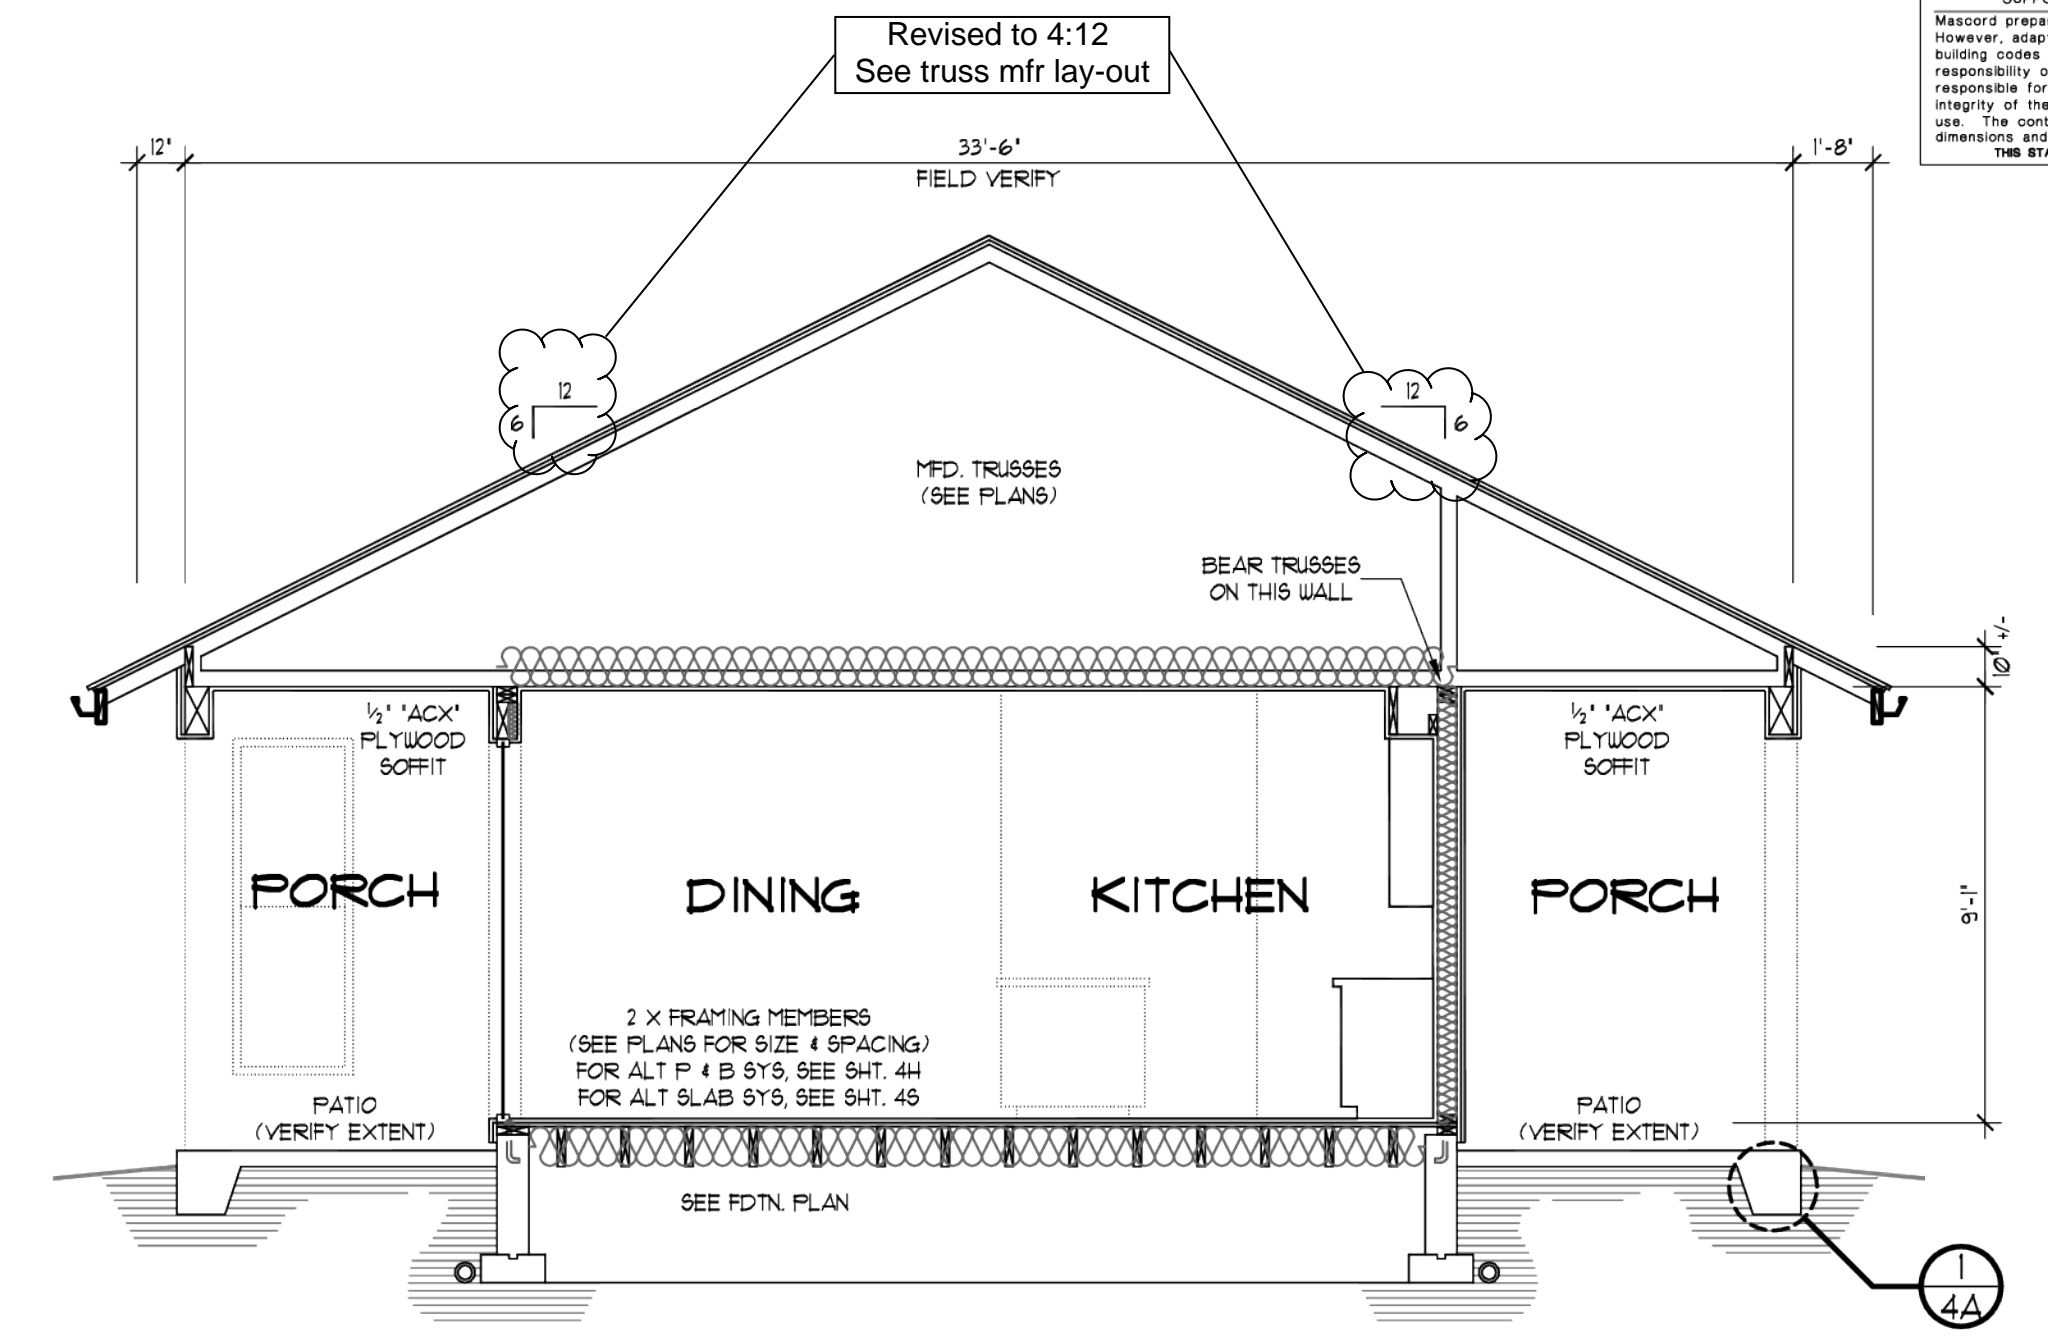 Revised to 4:12
See truss mfr lay-out
Mascord prepa
However, adap
building codes
responsibility o
responsible for
integrity of the
use. The cont
dimensions and
THIS STA
12"
33'-6"
FIELD VERIFY
1'-8"
12
6
12
6
MFD. TRUSSES
(SEE PLANS)
BEAR TRUSSES
ON THIS WALL
10" +/-
1/2" "ACX"
PLYWOOD
SOFFIT
1/2" "ACX"
PLYWOOD
SOFFIT
PORCH
DINING
KITCHEN
PORCH
9'-1"
2 X FRAMING MEMBERS
(SEE PLANS FOR SIZE & SPACING)
FOR ALT P & B SYS, SEE SHT. 4H
FOR ALT SLAB SYS, SEE SHT. 4S
PATIO
(VERIFY EXTENT)
PATIO
(VERIFY EXTENT)
SEE FDTN. PLAN
1
4A